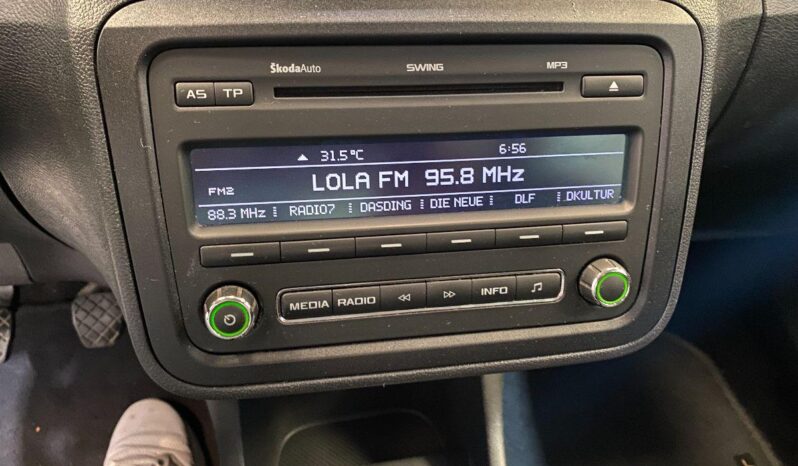 ŠkodaAuto SWING MP3
AS TP
31.5°C 6:56
FM2 LOLA FM 95.8 MHz
88.3 MHz RADIO7 DASDING DIE NEUE DLF DKULTUR
MEDIA RADIO INFO